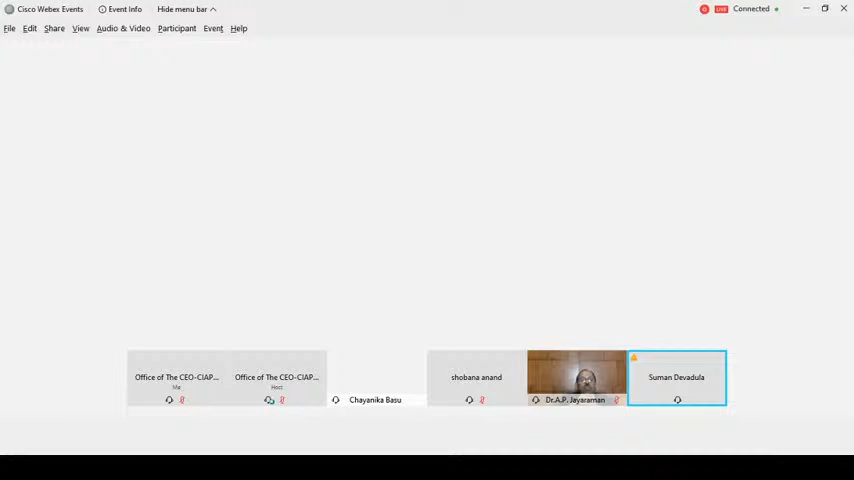 Cisco Webex Events Event Info Hide menu bar Connected
LIVE
File Edit Share View Audio & Video Participant Event Help
Office of The CEO-CIAP... Office of The CEO-CIAP... shobana anand Suman Devadula
Me Host
Chayanika Basu Dr.A.P. Jayaraman